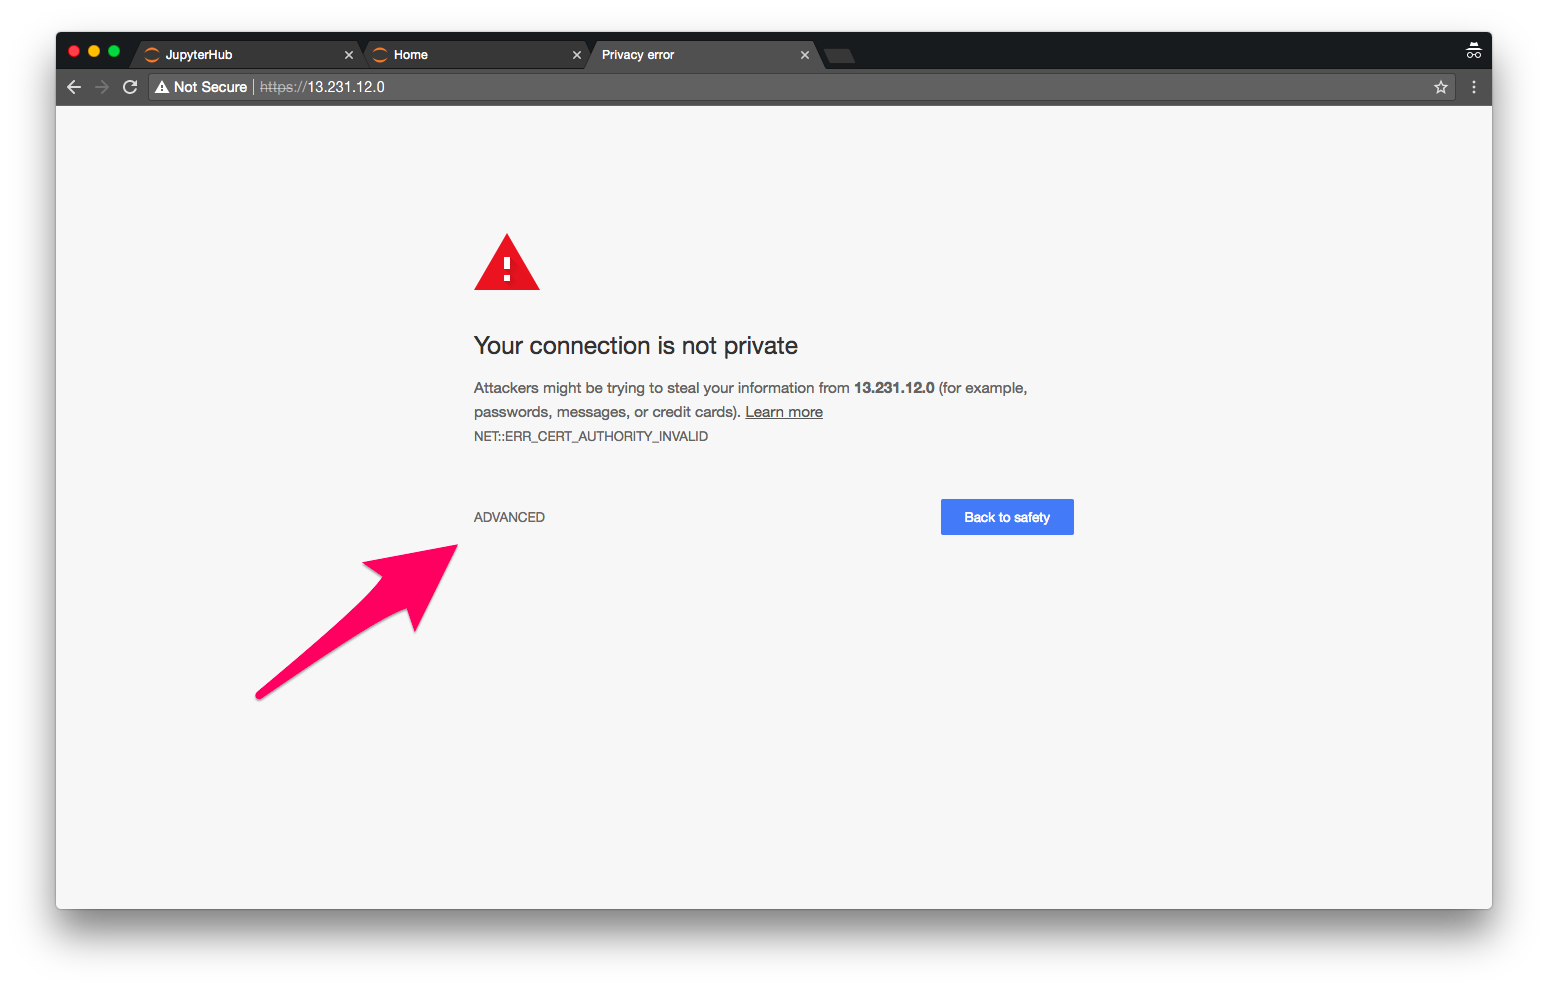 JupyterHub
Home
Privacy error
Not Secure | https://13.231.12.0
Your connection is not private
Attackers might be trying to steal your information from 13.231.12.0 (for example,
passwords, messages, or credit cards). Learn more
NET::ERR_CERT_AUTHORITY_INVALID
ADVANCED
Back to safety